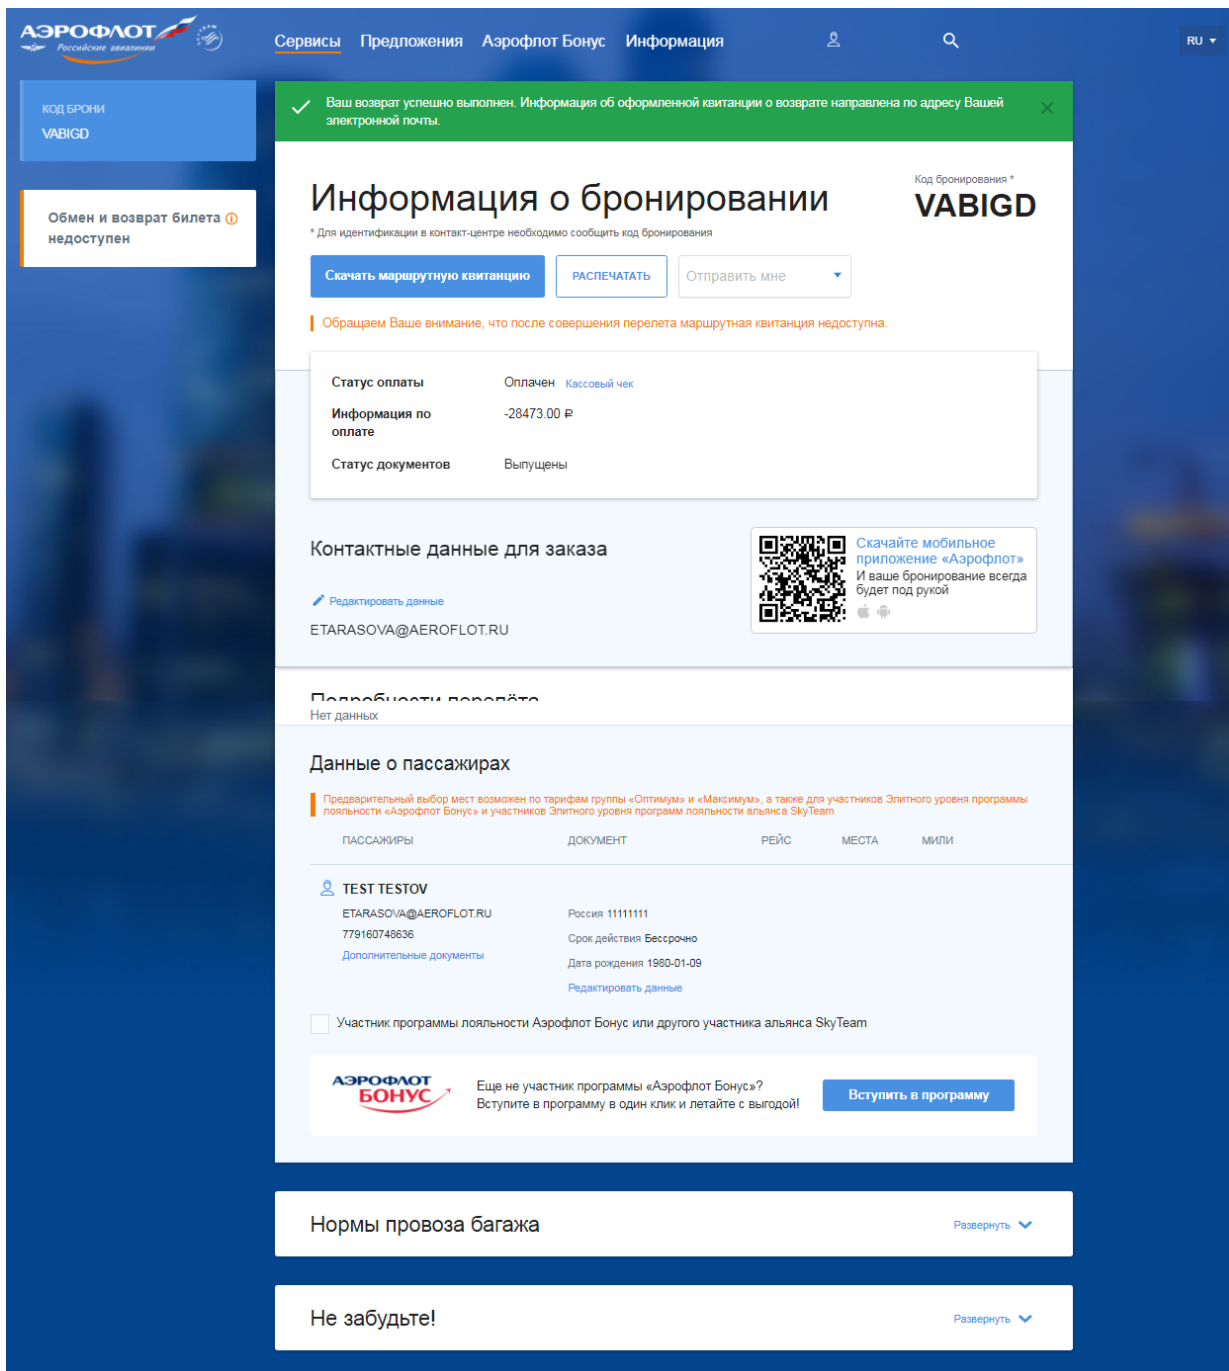 АЭРОФЛОТ
Российские авиалинии
Сервисы Предложения Аэрофлот Бонус Информация
RU
КОД БРОНИ
VABIGD
Обмен и возврат билета
недоступен
Ваш возврат успешно выполнен. Информация об оформленной квитанции о возврате направлена по адресу Вашей
электронной почты.
Информация о бронировании
Код бронирования *
VABIGD
* Для идентификации в контакт-центре необходимо сообщить код бронирования
Скачать маршрутную квитанцию
РАСПЕЧАТАТЬ
Отправить мне
Обращаем Ваше внимание, что после совершения перелета маршрутная квитанция недоступна.
Статус оплаты Оплачен Кассовый чек
Информация по
оплате
-28473.00 ₽
Статус документов Выпущены
Контактные данные для заказа
Редактировать данные
ETARASOVA@AEROFLOT.RU
Скачайте мобильное
приложение «Аэрофлот»
И ваше бронирование всегда
будет под рукой
Подробности перелёта
Нет данных
Данные о пассажирах
Предварительный выбор мест возможен по тарифам группы «Оптимум» и «Максимум», а также для участников Элитного уровня программы
лояльности «Аэрофлот Бонус» и участников Элитного уровня программ лояльности альянса SkyTeam
ПАССАЖИРЫ ДОКУМЕНТ РЕЙС МЕСТА МИЛИ
TEST TESTOV
ETARASOVA@AEROFLOT.RU
779160748636
Дополнительные документы
Россия 11111111
Срок действия Бессрочно
Дата рождения 1980-01-09
Редактировать данные
Участник программы лояльности Аэрофлот Бонус или другого участника альянса SkyTeam
АЭРОФЛОТ
БОНУС
Еще не участник программы «Аэрофлот Бонус»?
Вступите в программу в один клик и летайте с выгодой!
Вступить в программу
Нормы провоза багажа
Развернуть
Не забудьте!
Развернуть